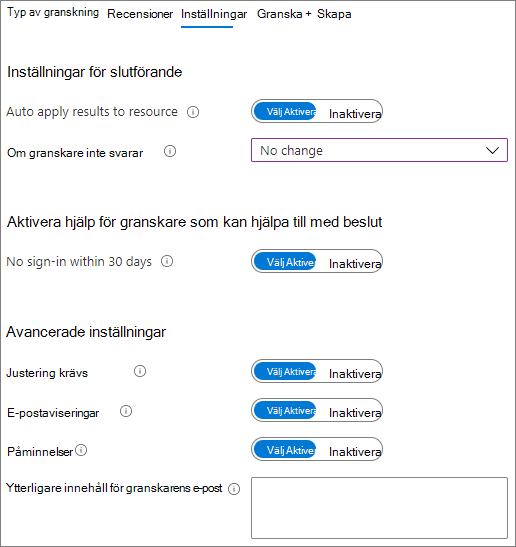 Typ av granskning Recensioner Inställningar Granska + Skapa
Inställningar för slutförande
Auto apply results to resource Välj Aktivera Inaktivera
Om granskare inte svarar No change
Aktivera hjälp för granskare som kan hjälpa till med beslut
No sign-in within 30 days Välj Aktivera Inaktivera
Avancerade inställningar
Justering krävs Välj Aktivera Inaktivera
E-postaviseringar Välj Aktivera Inaktivera
Påminnelser Välj Aktivera Inaktivera
Ytterligare innehåll för granskarens e-post